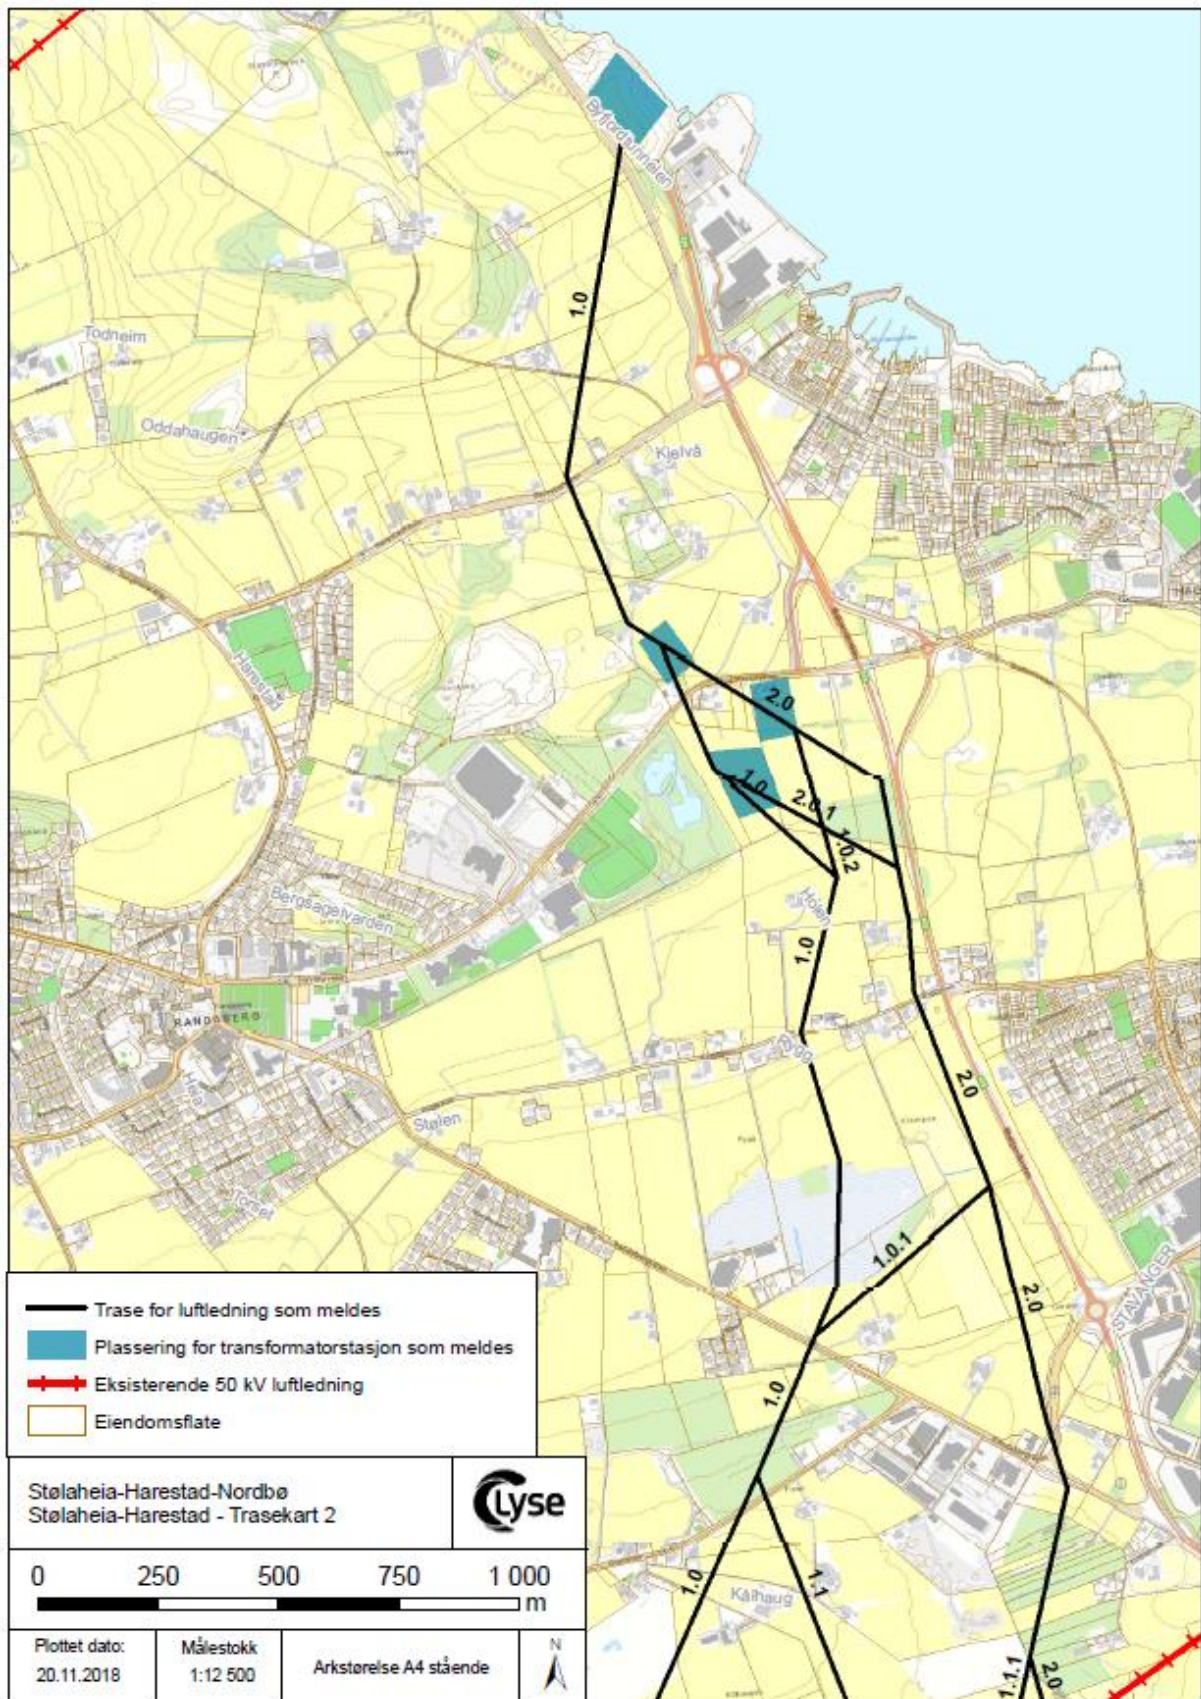 Byfjordtunnelen
1.0
Todneim
Oddahaugen
Kjelvå
Harestad
2.0
1.0
2.0.1
1.0.2
Bergsagelvarden
1.0
RANDABERG
Rygg
2.0
Stølen
1.0.1
2.0
STAVANGER
1.0
1.0
Kålhaug
1.1
1.1.1
2.0
Trase for luftledning som meldes
Plassering for transformatorstasjon som meldes
Eksisterende 50 kV luftledning
Eiendomsflate
Stølaheia-Harestad-Nordbø
Stølaheia-Harestad - Trasekart 2
Lyse
0 250 500 750 1 000
m
Plottet dato:
20.11.2018
Målestokk
1:12 500
Arkstørelse A4 stående
N